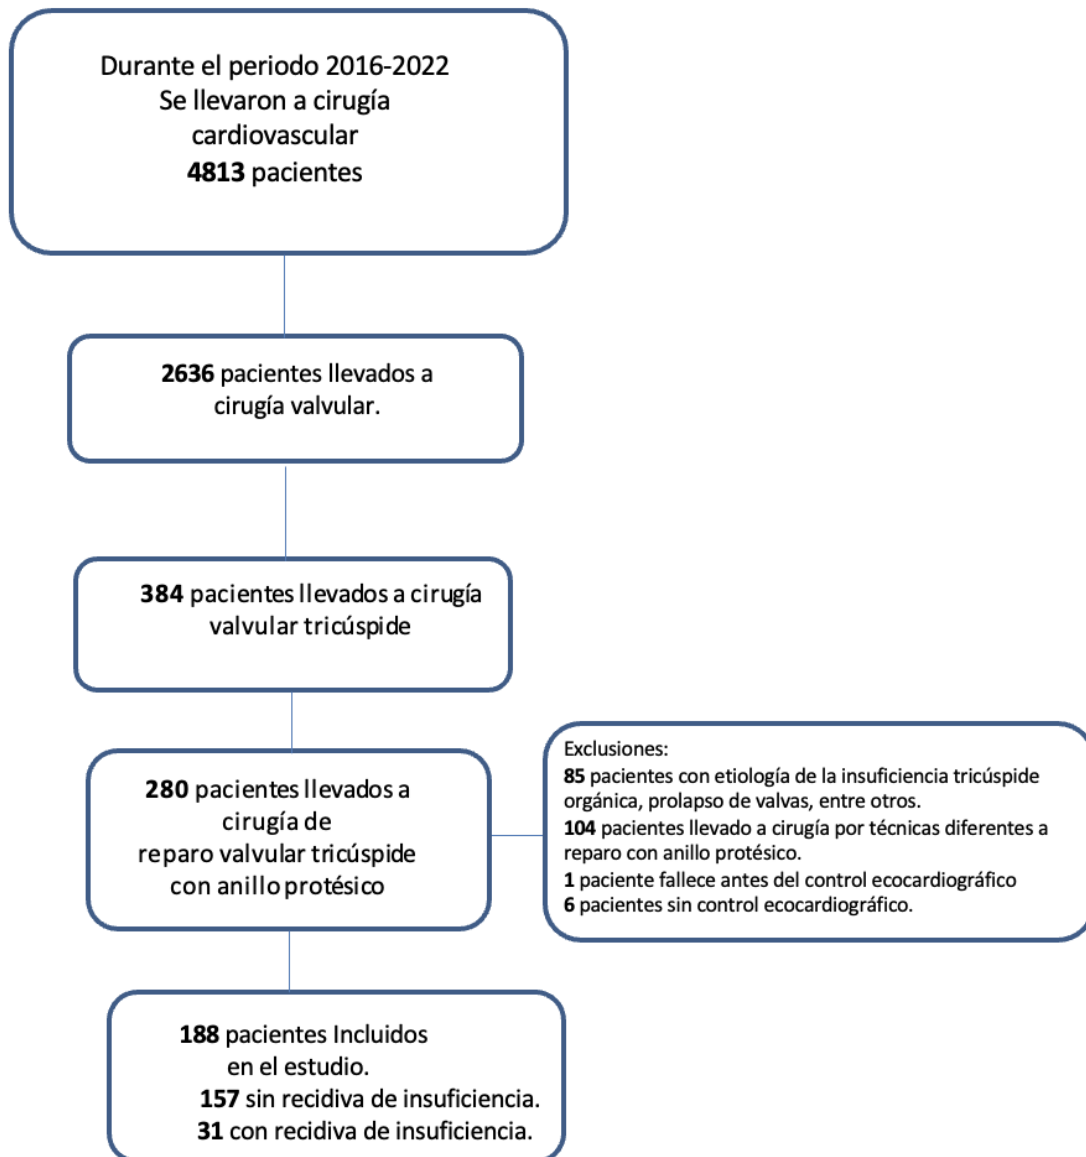 Durante el periodo 2016-2022
Se llevaron a cirugía
cardiovascular
4813 pacientes
2636 pacientes llevados a
cirugía valvular.
384 pacientes llevados a cirugía
valvular tricúspide
280 pacientes llevados a
cirugía de
reparo valvular tricúspide
con anillo protésico
Exclusiones:
85 pacientes con etiología de la insuficiencia tricúspide
orgánica, prolapso de valvas, entre otros.
104 pacientes llevado a cirugía por técnicas diferentes a
reparo con anillo protésico.
1 paciente fallece antes del control ecocardiográfico
6 pacientes sin control ecocardiográfico.
188 pacientes Incluidos
en el estudio.
157 sin recidiva de insuficiencia.
31 con recidiva de insuficiencia.